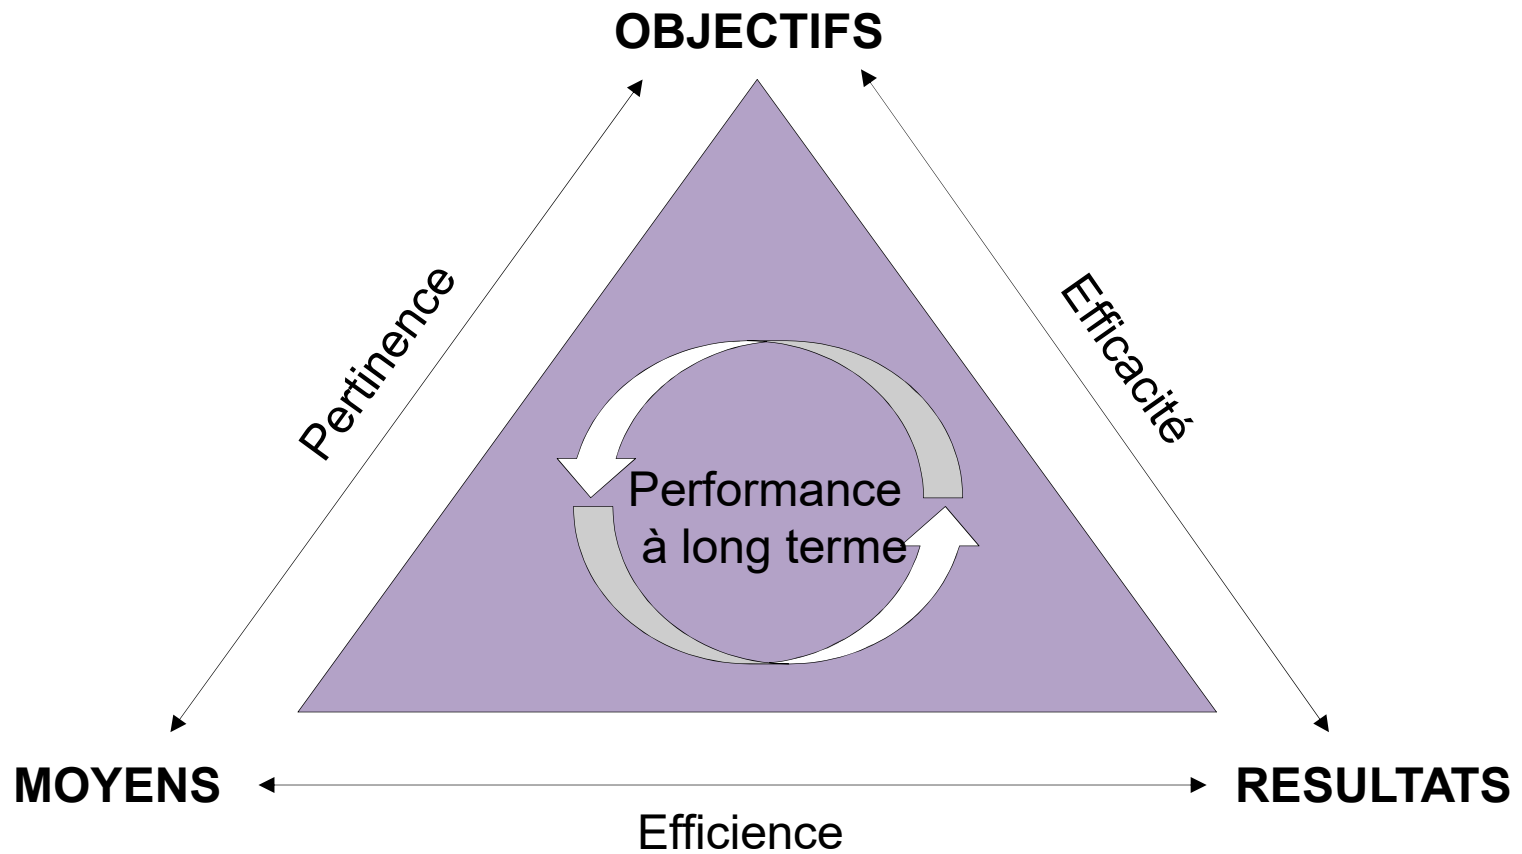 OBJECTIFS
Pertinence
Efficacité
Performance
à long terme
MOYENS
RESULTATS
Efficience